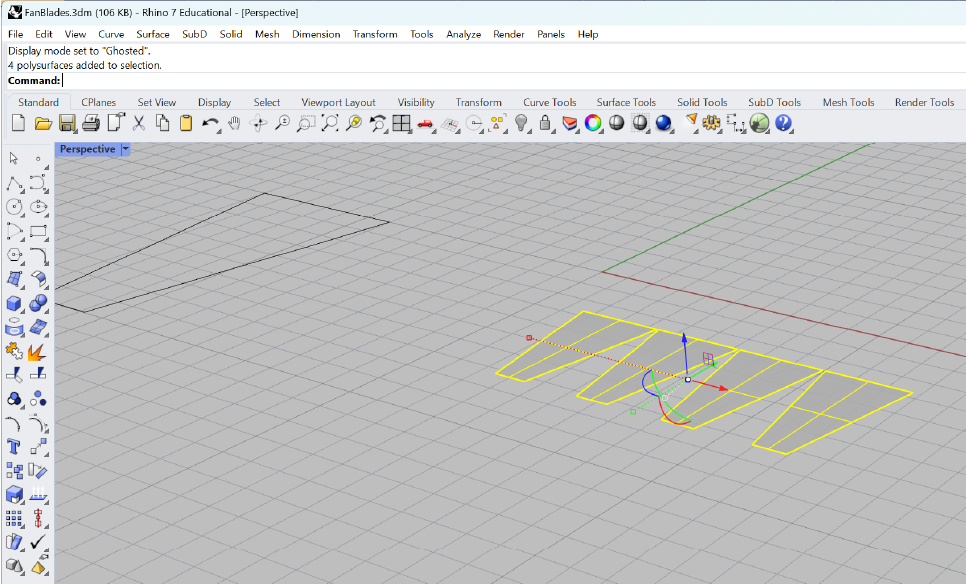 FanBlades.3dm (106 KB) - Rhino 7 Educational - [Perspective]
File Edit View Curve Surface SubD Solid Mesh Dimension Transform Tools Analyze Render Panels Help
Display mode set to "Ghosted".
4 polysurfaces added to selection.
Command:
Standard CPlanes Set View Display Select Viewport Layout Visibility Transform Curve Tools Surface Tools Solid Tools SubD Tools Mesh Tools Render Tools
Perspective